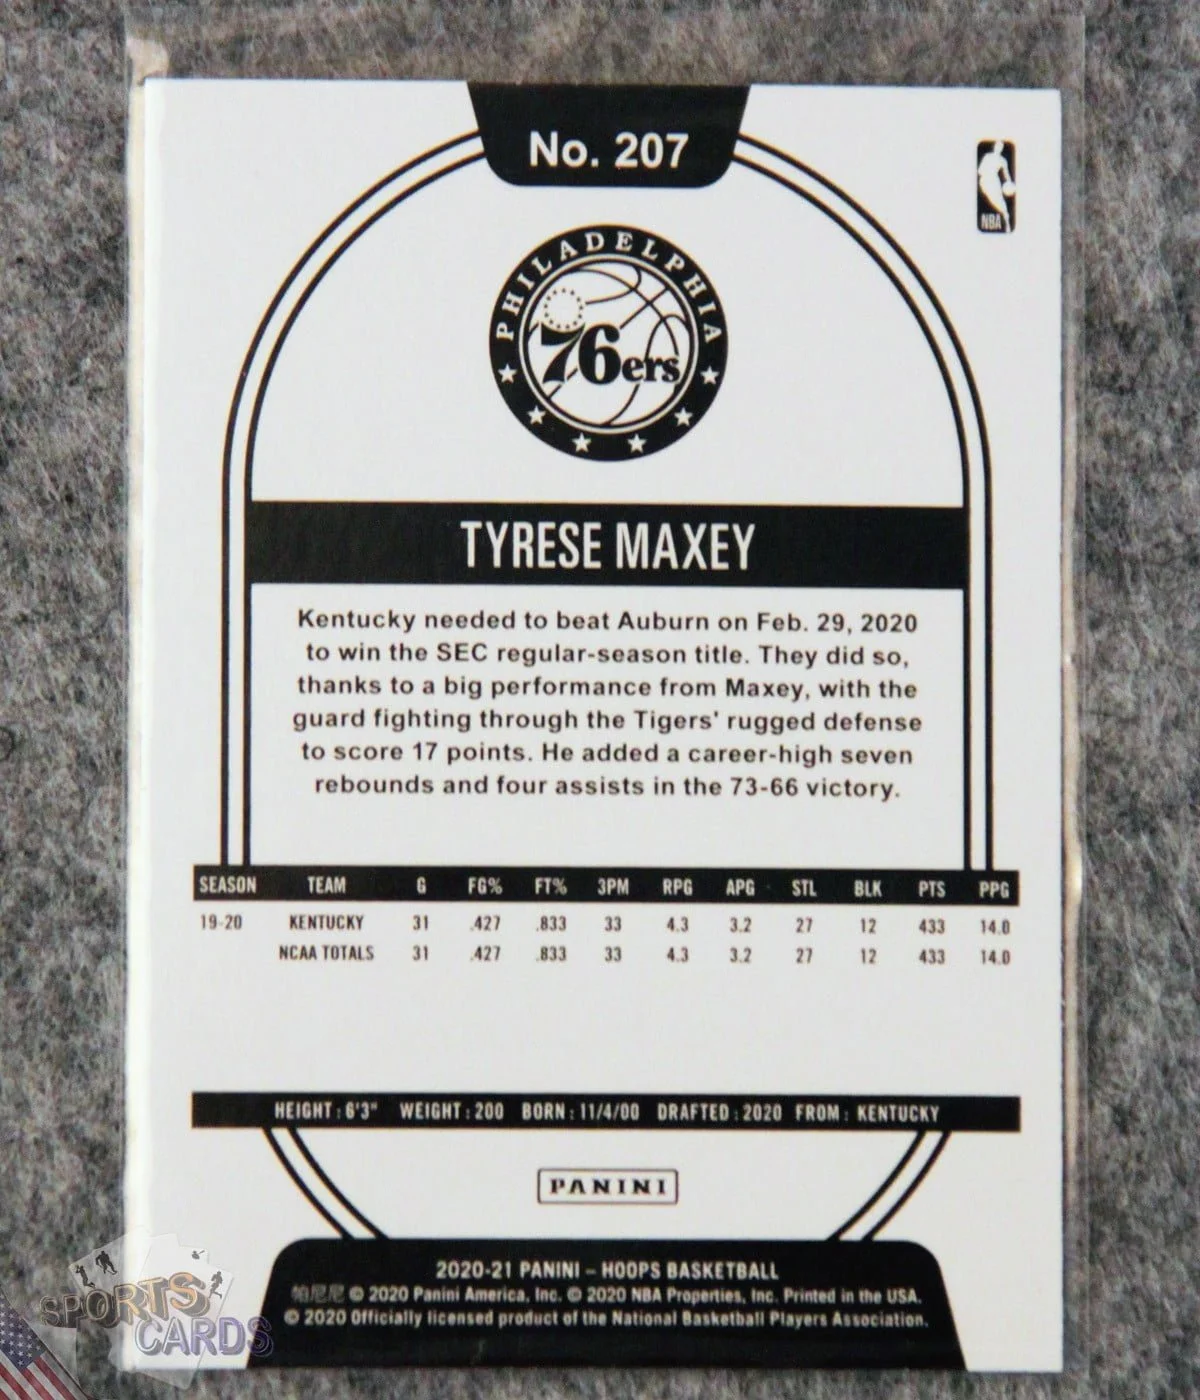 No. 207
NBA
PHILADELPHIA
76ers
TYRESE MAXEY
Kentucky needed to beat Auburn on Feb. 29, 2020
to win the SEC regular-season title. They did so,
thanks to a big performance from Maxey, with the
guard fighting through the Tigers' rugged defense
to score 17 points. He added a career-high seven
rebounds and four assists in the 73-66 victory.
SEASON TEAM G FG% FT% 3PM RPG APG STL BLK PTS PPG
19-20 KENTUCKY 31 .427 .833 33 4.3 3.2 27 12 433 14.0
NCAA TOTALS 31 .427 .833 33 4.3 3.2 27 12 433 14.0
HEIGHT: 6'3" WEIGHT: 200 BORN: 11/4/00 DRAFTED: 2020 FROM: KENTUCKY
PANINI
2020-21 PANINI – HOOPS BASKETBALL
帕尼尼 © 2020 Panini America, Inc. © 2020 NBA Properties, Inc. Printed in the USA.
© 2020 Officially licensed product of the National Basketball Players Association.
SPORTS
CARDS